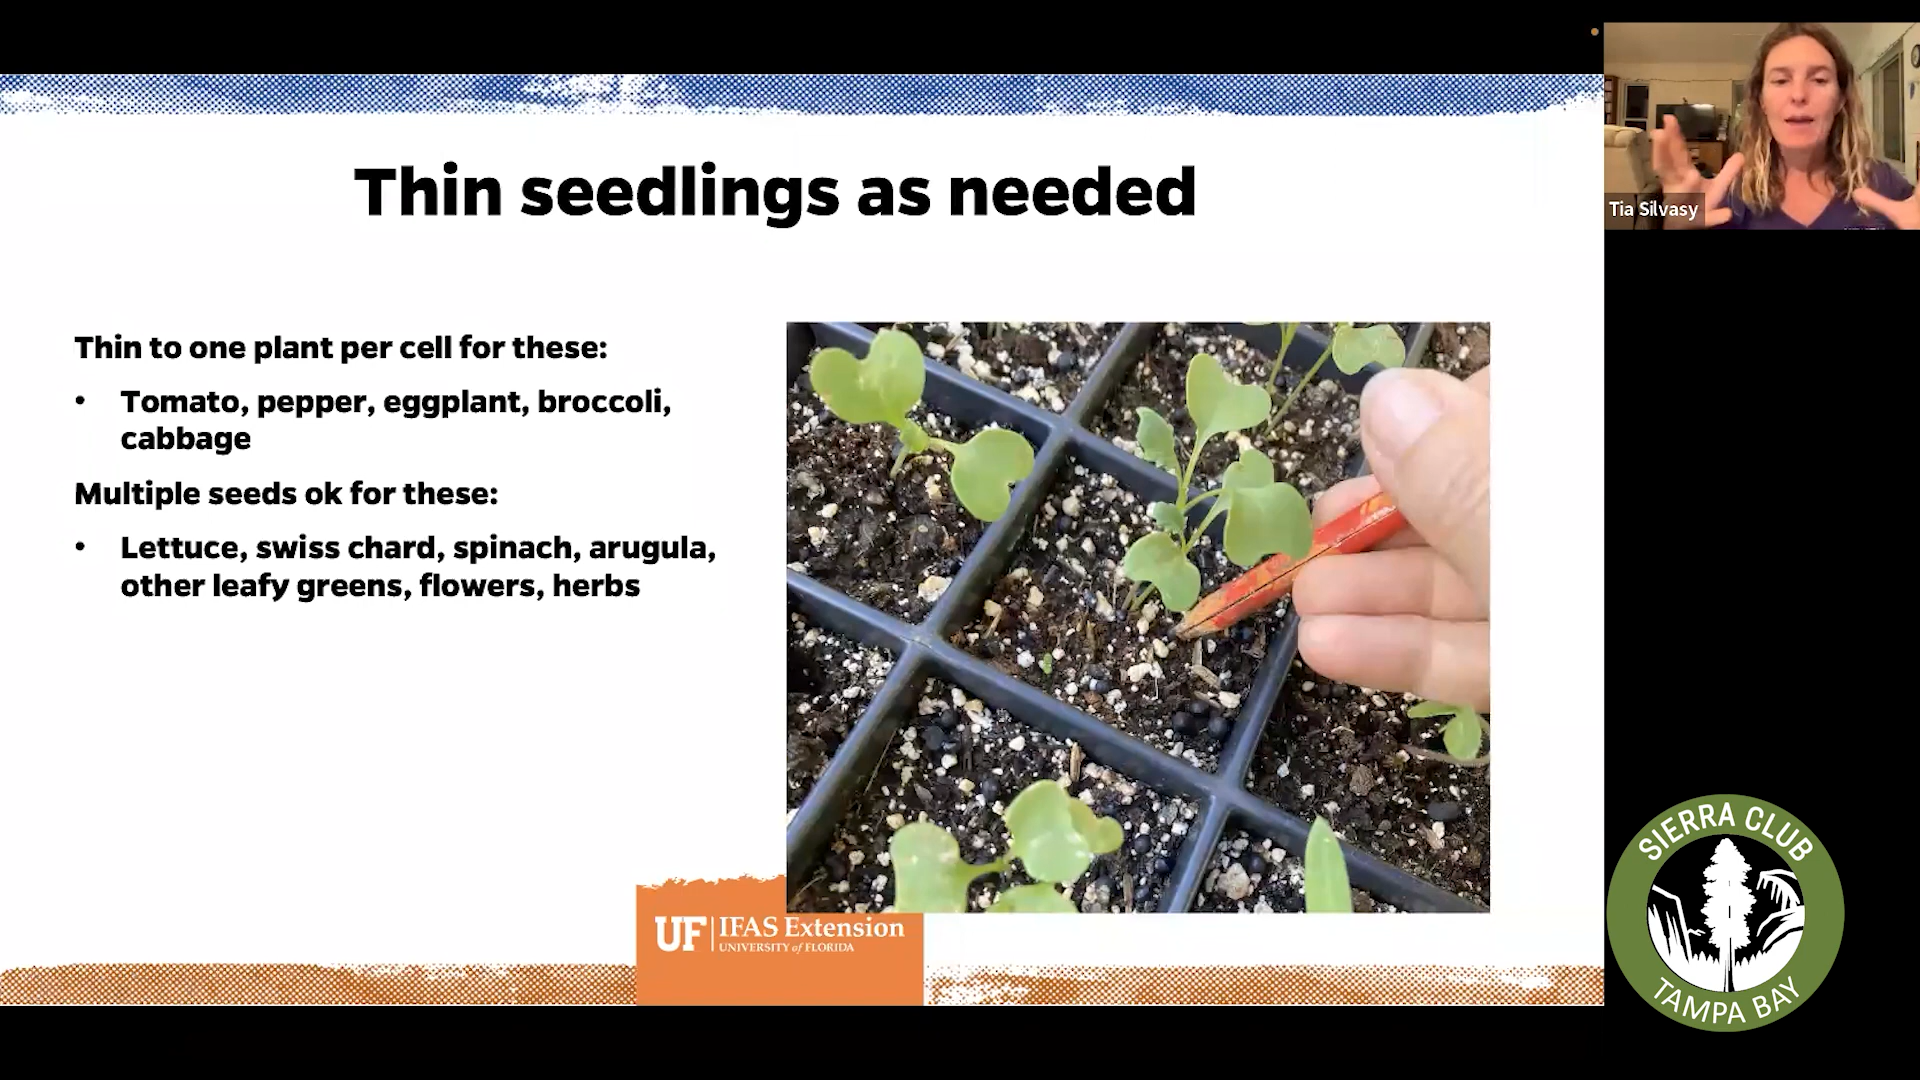 Thin seedlings as needed
Tia Silvasy
Thin to one plant per cell for these:
• Tomato, pepper, eggplant, broccoli,
cabbage
Multiple seeds ok for these:
• Lettuce, swiss chard, spinach, arugula,
other leafy greens, flowers, herbs
UF IFAS Extension
UNIVERSITY of FLORIDA
SIERRA CLUB
TAMPA BAY